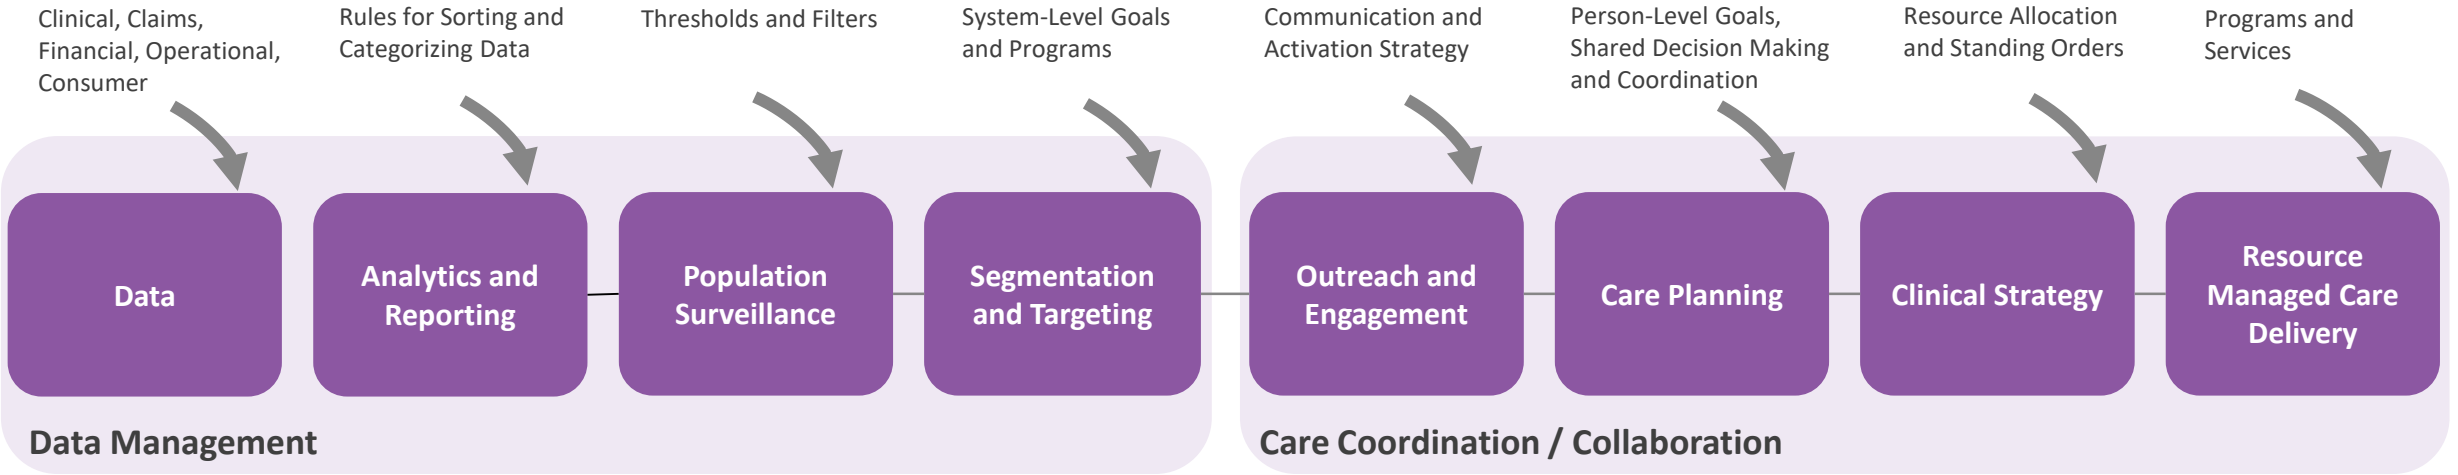 Clinical, Claims,
Financial, Operational,
Consumer
Rules for Sorting and
Categorizing Data
Thresholds and Filters
System-Level Goals
and Programs
Communication and
Activation Strategy
Person-Level Goals,
Shared Decision Making
and Coordination
Resource Allocation
and Standing Orders
Programs and
Services
Data
Analytics and
Reporting
Population
Surveillance
Segmentation
and Targeting
Outreach and
Engagement
Care Planning
Clinical Strategy
Resource
Managed Care
Delivery
Data Management
Care Coordination / Collaboration